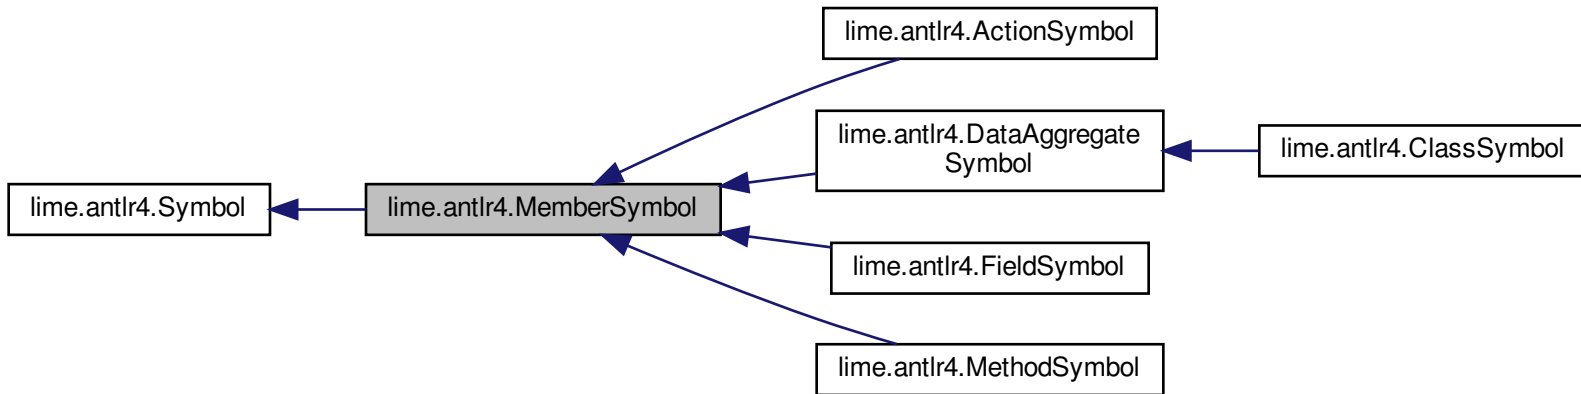 lime.antlr4.ActionSymbol
lime.antlr4.DataAggregate
Symbol
lime.antlr4.ClassSymbol
lime.antlr4.Symbol
lime.antlr4.MemberSymbol
lime.antlr4.FieldSymbol
lime.antlr4.MethodSymbol